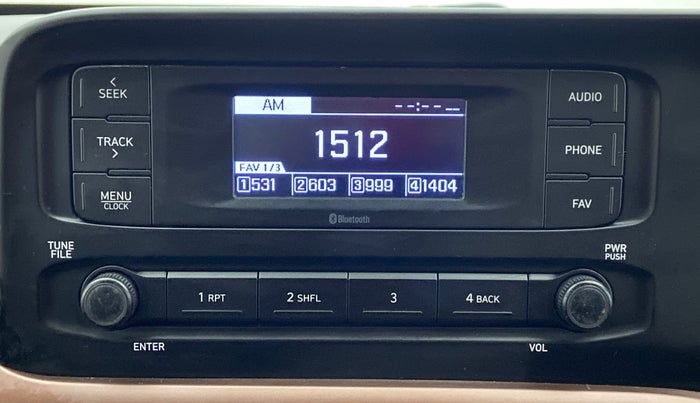 < SEEK
TRACK >
MENU
CLOCK
AM --:-- __
1512
FAV 1/3
1 531 2 603 3 999 4 1404
Bluetooth
AUDIO
PHONE
FAV
TUNE
FILE
PWR
PUSH
1 RPT
2 SHFL
3
4 BACK
ENTER
VOL